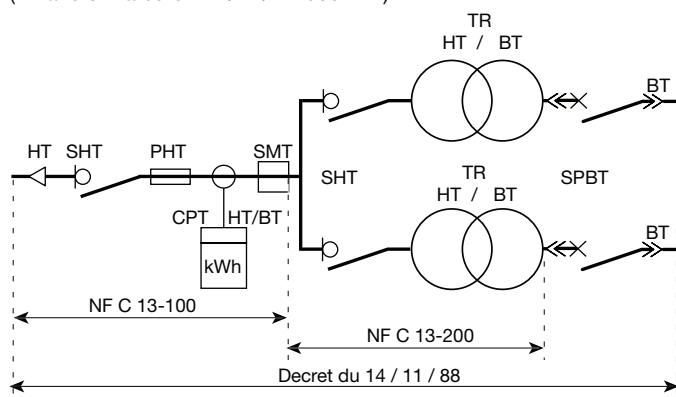 TR
HT / BT
BT
HT SHT PHT SMT
SHT
TR
HT / BT
SPBT
BT
CPT HT/BT
kWh
NF C 13-100
NF C 13-200
Decret du 14 / 11 / 88